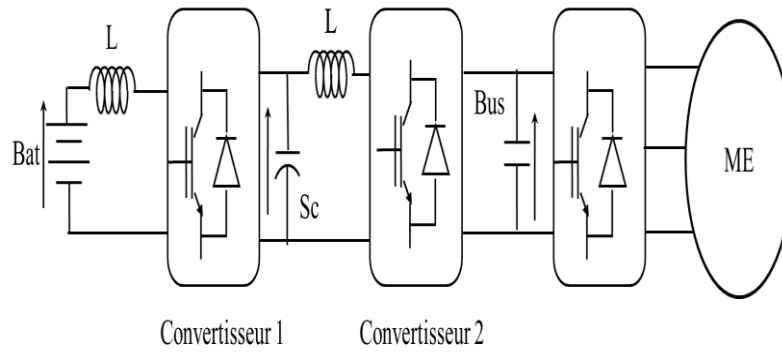 L
L
Bat
Sc
Bus
ME
Convertisseur 1
Convertisseur 2